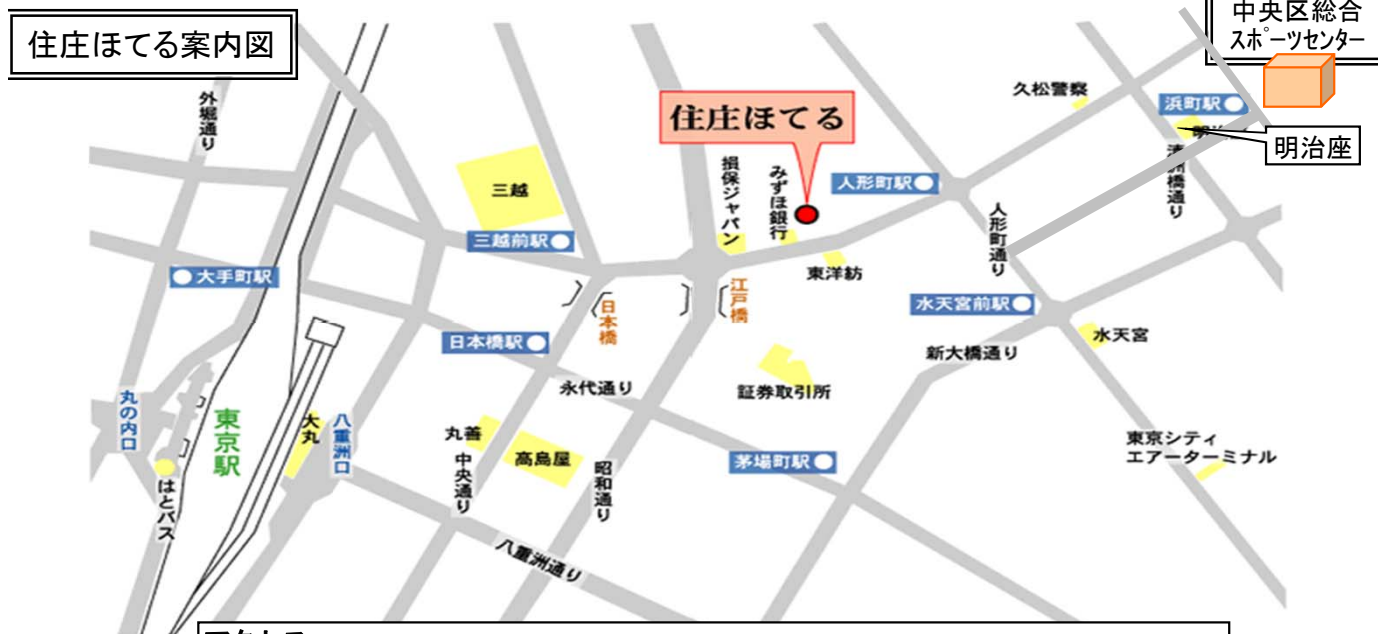 住庄ほてる案内図
中央区総合
スポーツセンター
外堀通り
久松警察
浜町駅
明治座
住庄ほてる
三越
損保ジャパン
みずほ銀行
人形町駅
清洲橋通り
人形町通り
三越前駅
大手町駅
東洋紡
日本橋
江戸橋
水天宮前駅
日本橋駅
水天宮
新大橋通り
永代通り
証券取引所
丸の内口
東京駅
大丸
八重洲口
丸善
高島屋
中央通り
昭和通り
茅場町駅
東京シティ
エアーターミナル
はとバス
八重洲通り